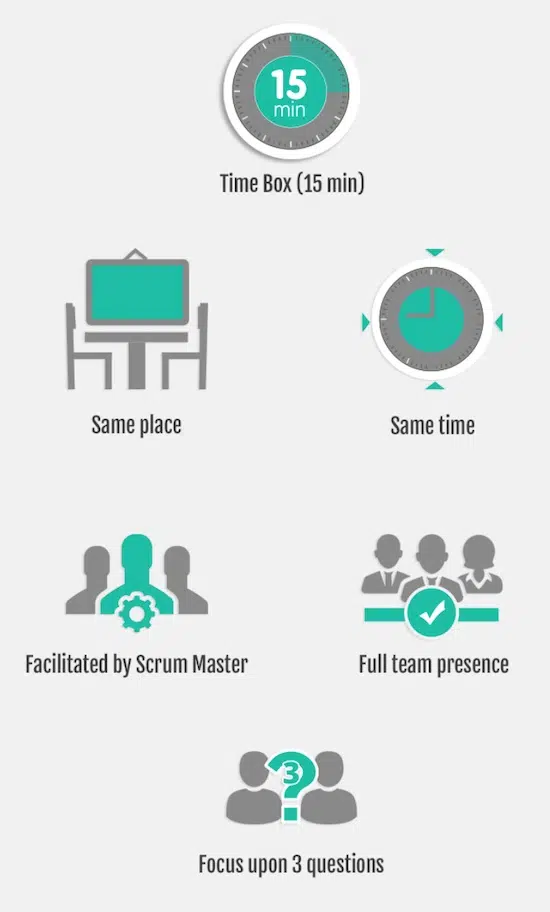 15
min
Time Box (15 min)
Same place
Same time
Facilitated by Scrum Master
Full team presence
3
Focus upon 3 questions